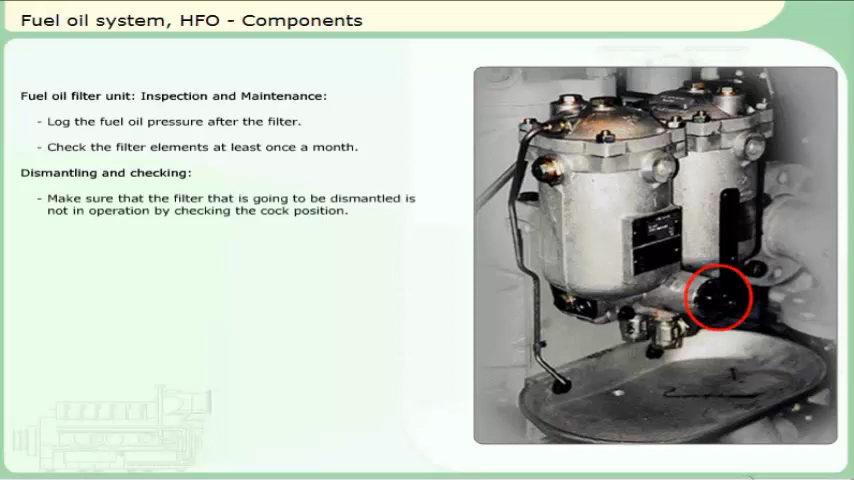 Fuel oil system, HFO - Components
Fuel oil filter unit: Inspection and Maintenance:
- Log the fuel oil pressure after the filter.
- Check the filter elements at least once a month.
Dismantling and checking:
- Make sure that the filter that is going to be dismantled is
not in operation by checking the cock position.